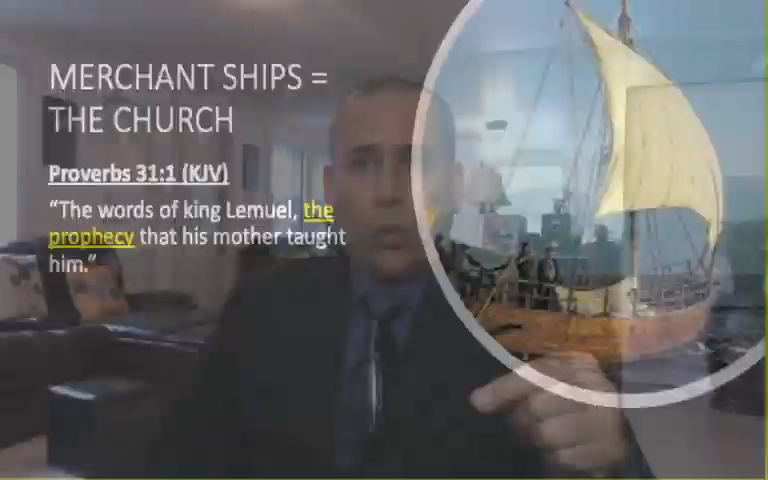 MERCHANT SHIPS =
THE CHURCH
Proverbs 31:1 (KJV)
“The words of king Lemuel, the
prophecy that his mother taught
him.”